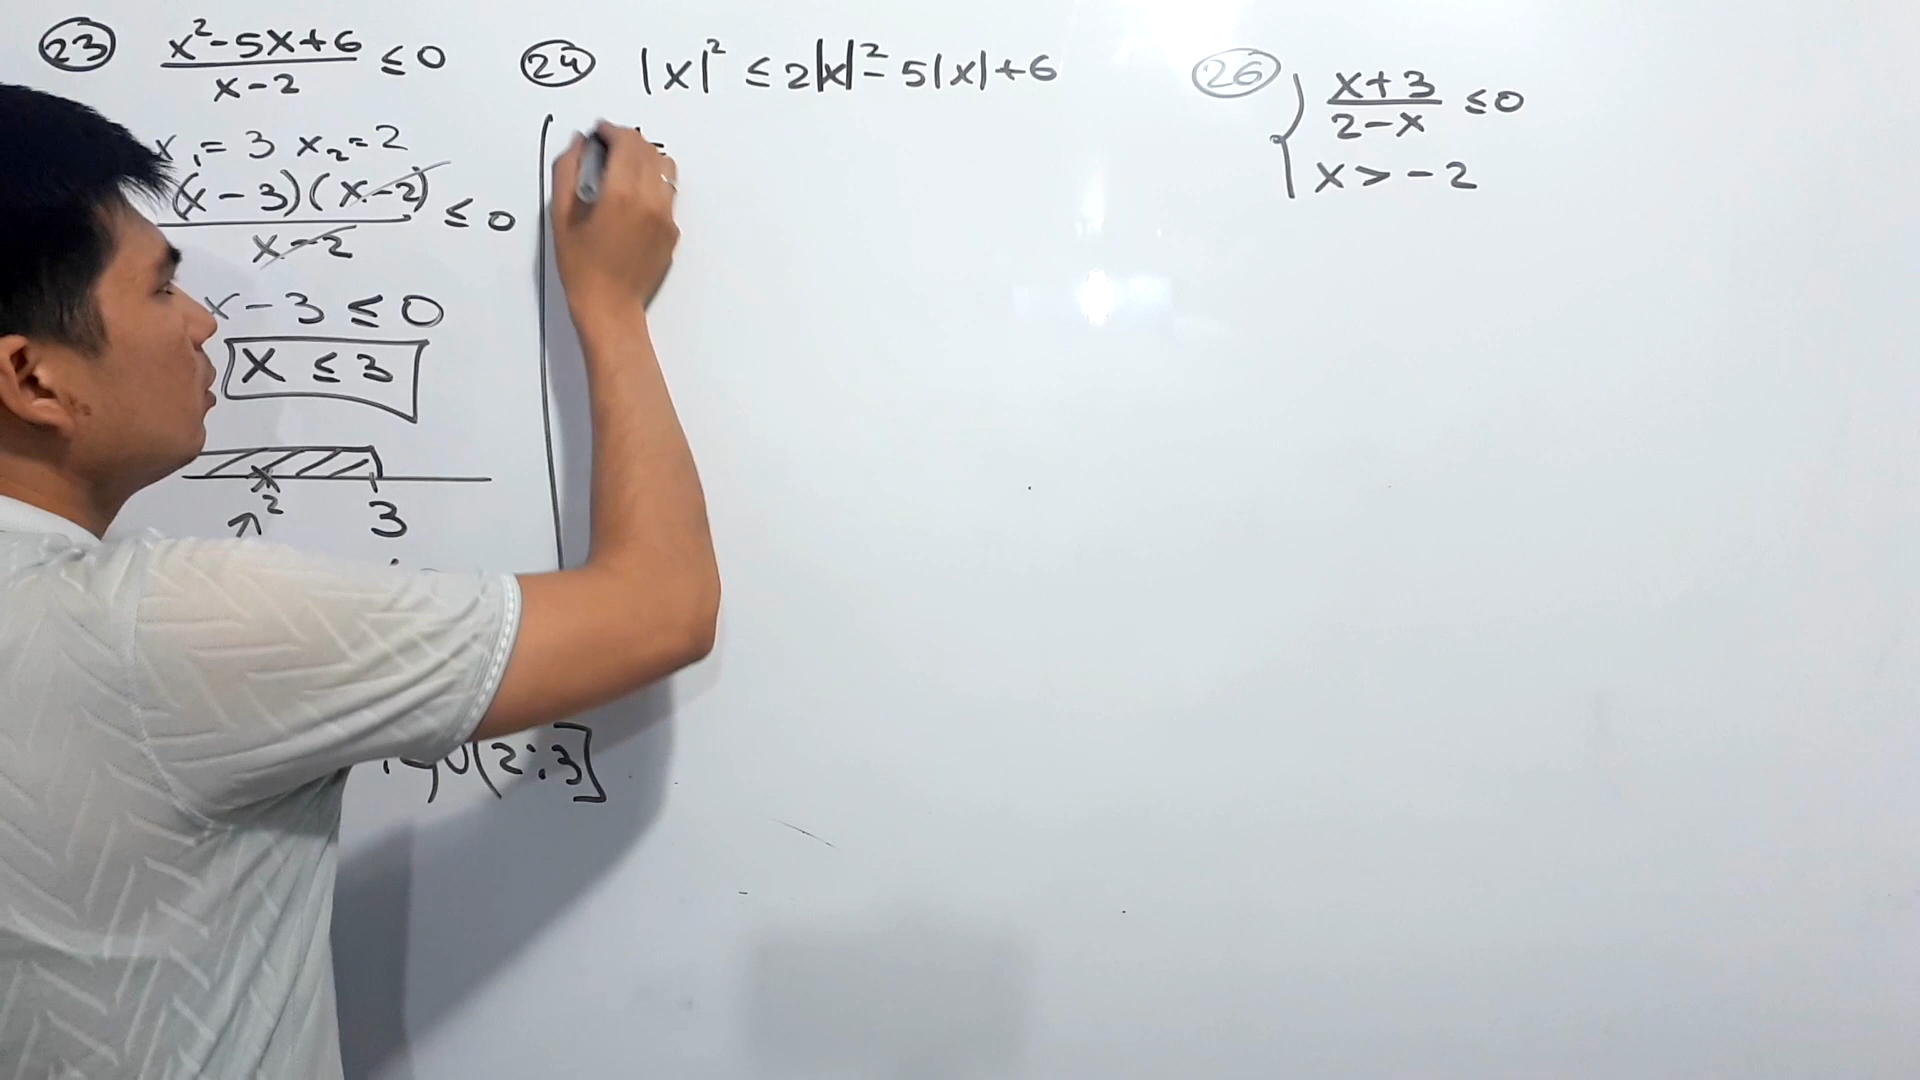 23 x²-5x+6/x-2 ≤0
x₁=3 x₂=2
(x-3)(x-2)/x-2 ≤0
x-3≤0
x≤3
2 3
∪(2;3]
24 |x|² ≤2|x|²-5|x|+6
26 { x+3/2-x ≤0
x>-2